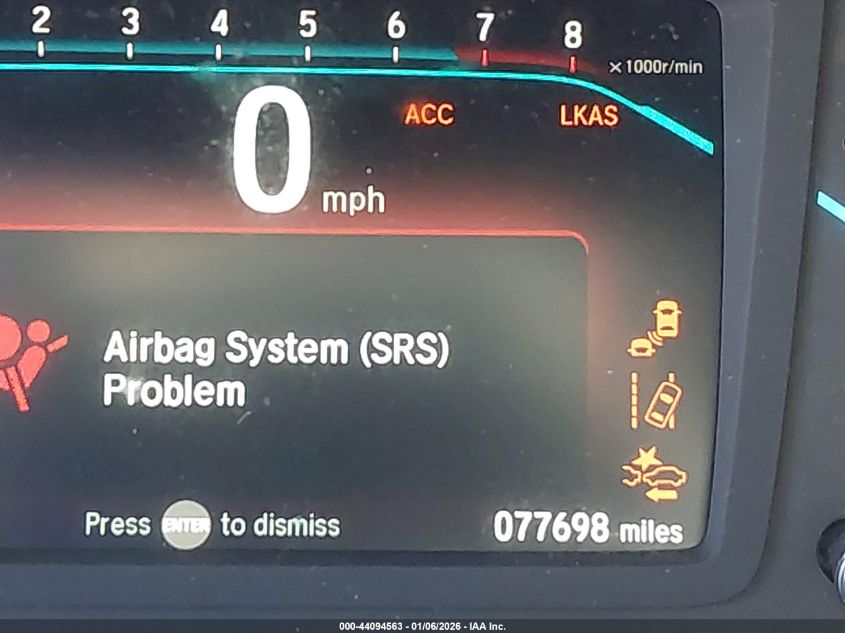 2 3 4 5 6 7 8
×1000r/min
0 mph
ACC LKAS
Airbag System (SRS)
Problem
Press ENTER to dismiss
077698 miles
000-44094563 - 01/06/2026 - IAA Inc.